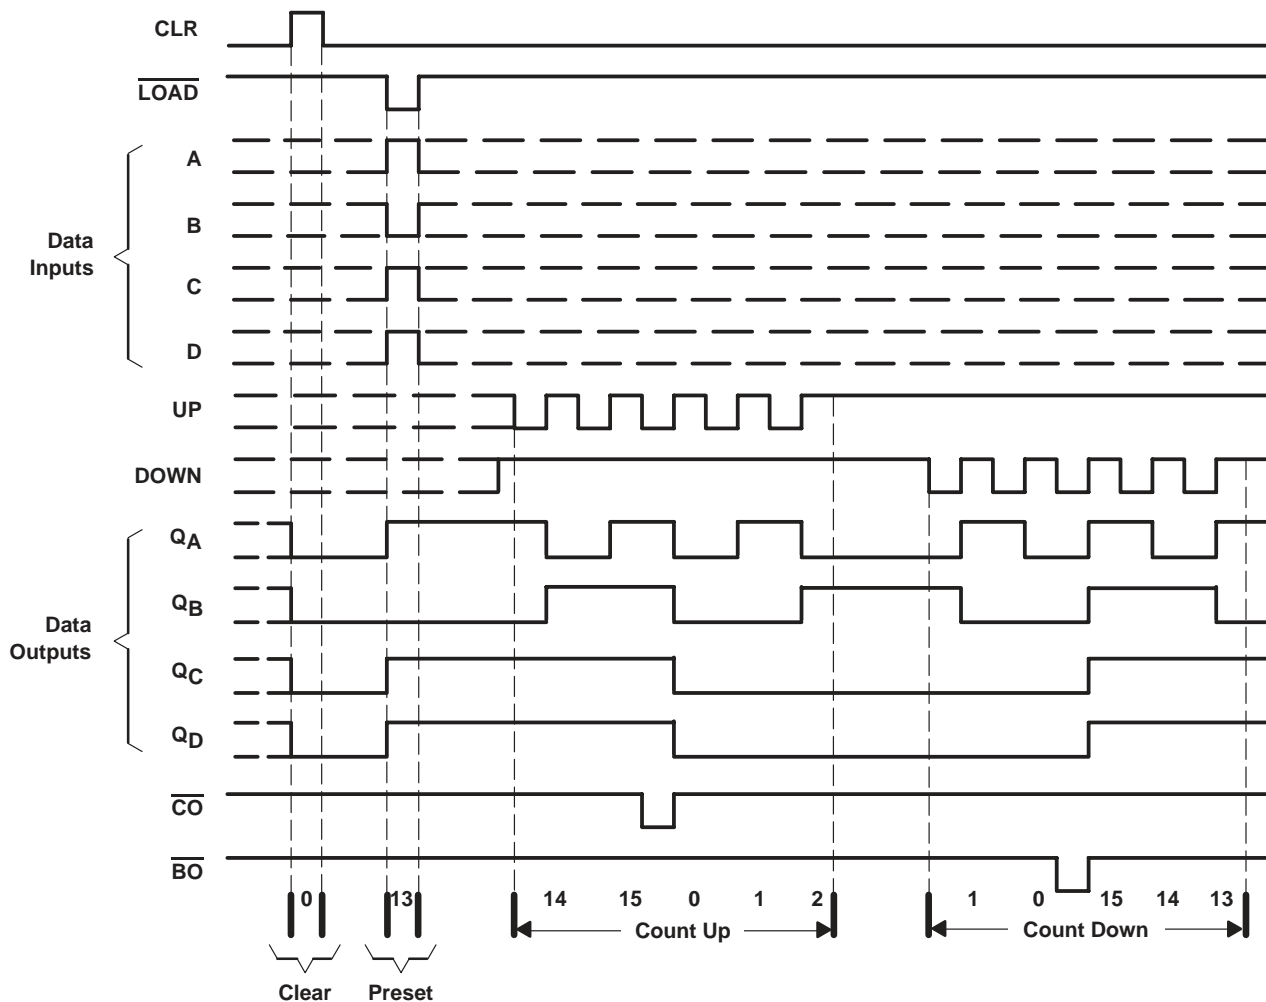 CLR
LOAD
A
B
Data
Inputs
C
D
UP
DOWN
QA
QB
Data
Outputs
QC
QD
CO
BO
0 13 14 15 0 1 2 1 0 15 14 13
Count Up Count Down
Clear Preset